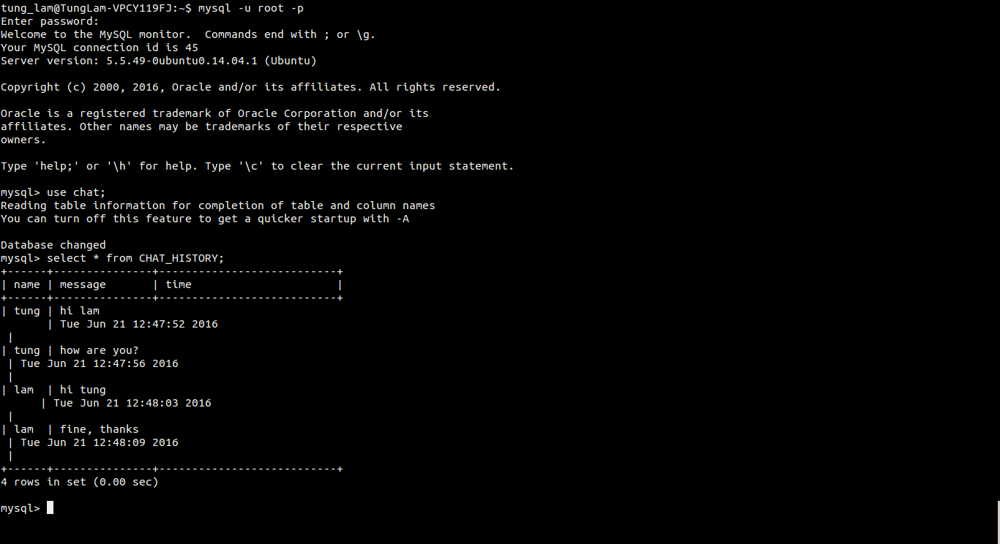 tung_lam@TungLam-VPCY119FJ:~$ mysql -u root -p
Enter password:
Welcome to the MySQL monitor.  Commands end with ; or \g.
Your MySQL connection id is 45
Server version: 5.5.49-0ubuntu0.14.04.1 (Ubuntu)

Copyright (c) 2000, 2016, Oracle and/or its affiliates. All rights reserved.

Oracle is a registered trademark of Oracle Corporation and/or its
affiliates. Other names may be trademarks of their respective
owners.

Type 'help;' or '\h' for help. Type '\c' to clear the current input statement.

mysql> use chat;
Reading table information for completion of table and column names
You can turn off this feature to get a quicker startup with -A

Database changed
mysql> select * from CHAT_HISTORY;
+------+---------------+---------------------------+
| name | message       | time                      |
+------+---------------+---------------------------+
| tung | hi lam
       | Tue Jun 21 12:47:52 2016
 |
| tung | how are you?
 | Tue Jun 21 12:47:56 2016
 |
| lam  | hi tung
      | Tue Jun 21 12:48:03 2016
 |
| lam  | fine, thanks
 | Tue Jun 21 12:48:09 2016
 |
+------+---------------+---------------------------+
4 rows in set (0.00 sec)

mysql>